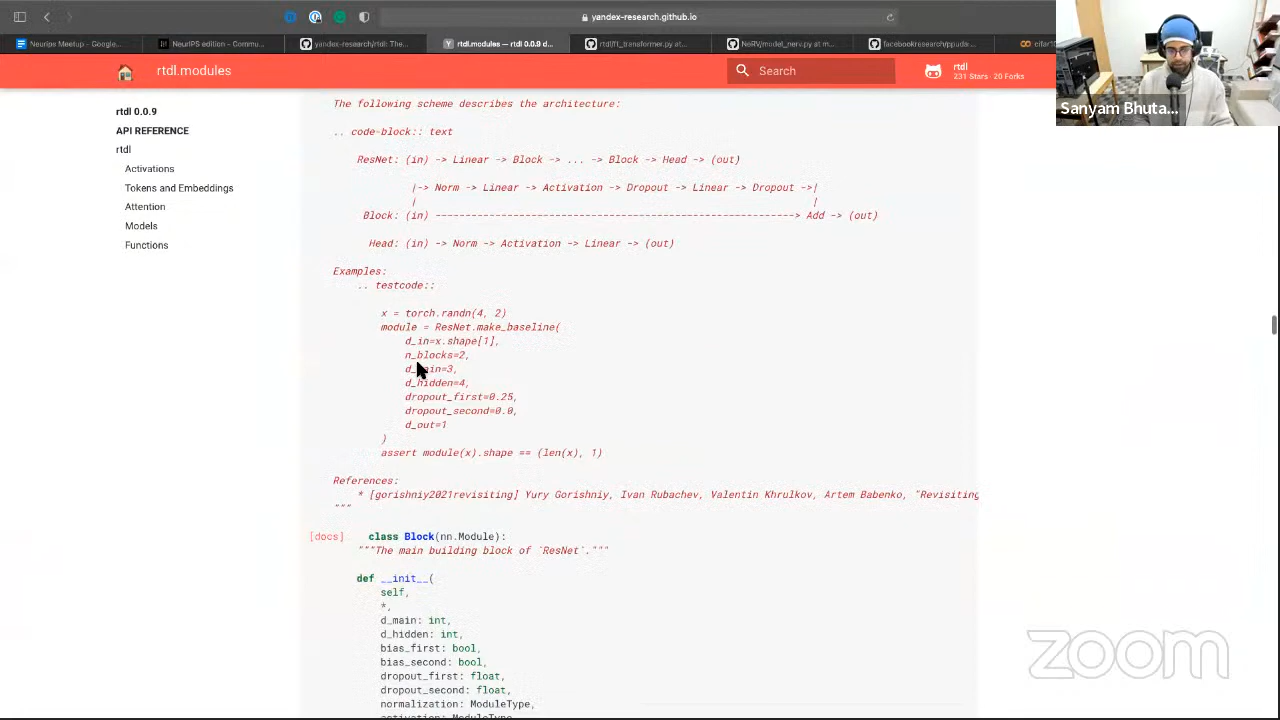 yandex-research.github.io
Neurips Meetup - Google...
NeurIPS edition - Commu...
yandex-research/rtdl: The...
rtdl.modules — rtdl 0.0.9 d...
rtdl/ft_transformer.py at...
NeRV/model_nerv.py at m...
facebookresearch/ppuda:...
cifar10
rtdl.modules
Search
rtdl
231 Stars · 20 Forks
Sanyam Bhuta...
rtdl 0.0.9
API REFERENCE
rtdl
Activations
Tokens and Embeddings
Attention
Models
Functions
The following scheme describes the architecture:
.. code-block:: text
ResNet: (in) -> Linear -> Block -> ... -> Block -> Head -> (out)
|-> Norm -> Linear -> Activation -> Dropout -> Linear -> Dropout ->|
| |
Block: (in) ------------------------------------------------------------> Add -> (out)
Head: (in) -> Norm -> Activation -> Linear -> (out)
Examples:
.. testcode::
x = torch.randn(4, 2)
module = ResNet.make_baseline(
d_in=x.shape[1],
n_blocks=2,
d_main=3,
d_hidden=4,
dropout_first=0.25,
dropout_second=0.0,
d_out=1
)
assert module(x).shape == (len(x), 1)
References:
* [gorishniy2021revisiting] Yury Gorishniy, Ivan Rubachev, Valentin Khrulkov, Artem Babenko, "Revisiting
"""
[docs] class Block(nn.Module):
"""The main building block of `ResNet`."""
def __init__(
self,
*,
d_main: int,
d_hidden: int,
bias_first: bool,
bias_second: bool,
dropout_first: float,
dropout_second: float,
normalization: ModuleType,
activation: ModuleType,
zoom